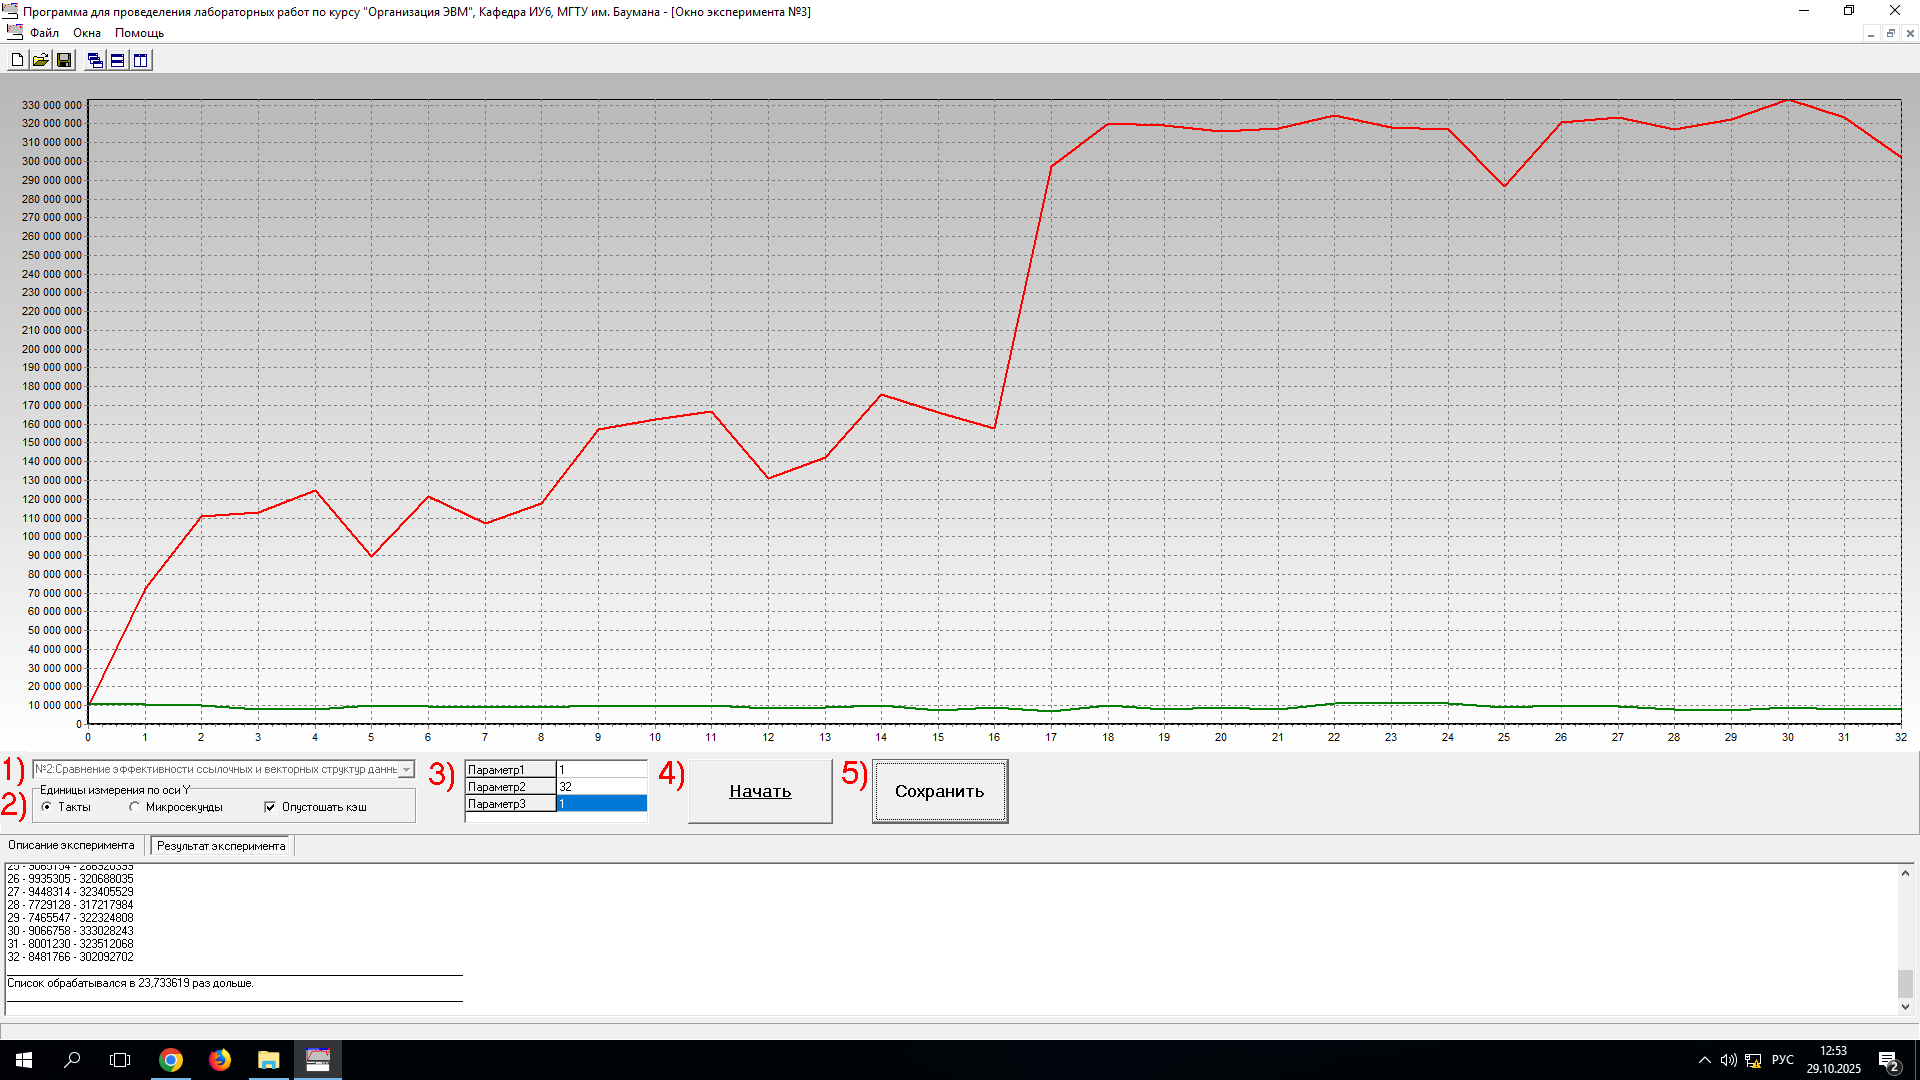 Программа для проведеления лабораторных работ по курсу "Организация ЭВМ", Кафедра ИУ6, МГТУ им. Баумана - [Окно эксперимента №3]
Файл Окна Помощь
330 000 000
320 000 000
310 000 000
300 000 000
290 000 000
280 000 000
270 000 000
260 000 000
250 000 000
240 000 000
230 000 000
220 000 000
210 000 000
200 000 000
190 000 000
180 000 000
170 000 000
160 000 000
150 000 000
140 000 000
130 000 000
120 000 000
110 000 000
100 000 000
90 000 000
80 000 000
70 000 000
60 000 000
50 000 000
40 000 000
30 000 000
20 000 000
10 000 000
0
0 1 2 3 4 5 6 7 8 9 10 11 12 13 14 15 16 17 18 19 20 21 22 23 24 25 26 27 28 29 30 31 32
1) №2:Сравнение эффективности ссылочных и векторных структур данны
2) Единицы измерения по оси Y
Такты Микросекунды Опустошать кэш
3) Параметр1 1
Параметр2 32
Параметр3 1
4) Начать
5) Сохранить
Описание эксперимента Результат эксперимента
25 - 9065154 - 286920399
26 - 9935305 - 320688035
27 - 9448314 - 323405529
28 - 7729128 - 317217984
29 - 7465547 - 322324808
30 - 9066758 - 333028243
31 - 8001230 - 323512068
32 - 8481766 - 302092702
Список обрабатывался в 23,733619 раз дольше.
РУС
12:53
29.10.2025
2